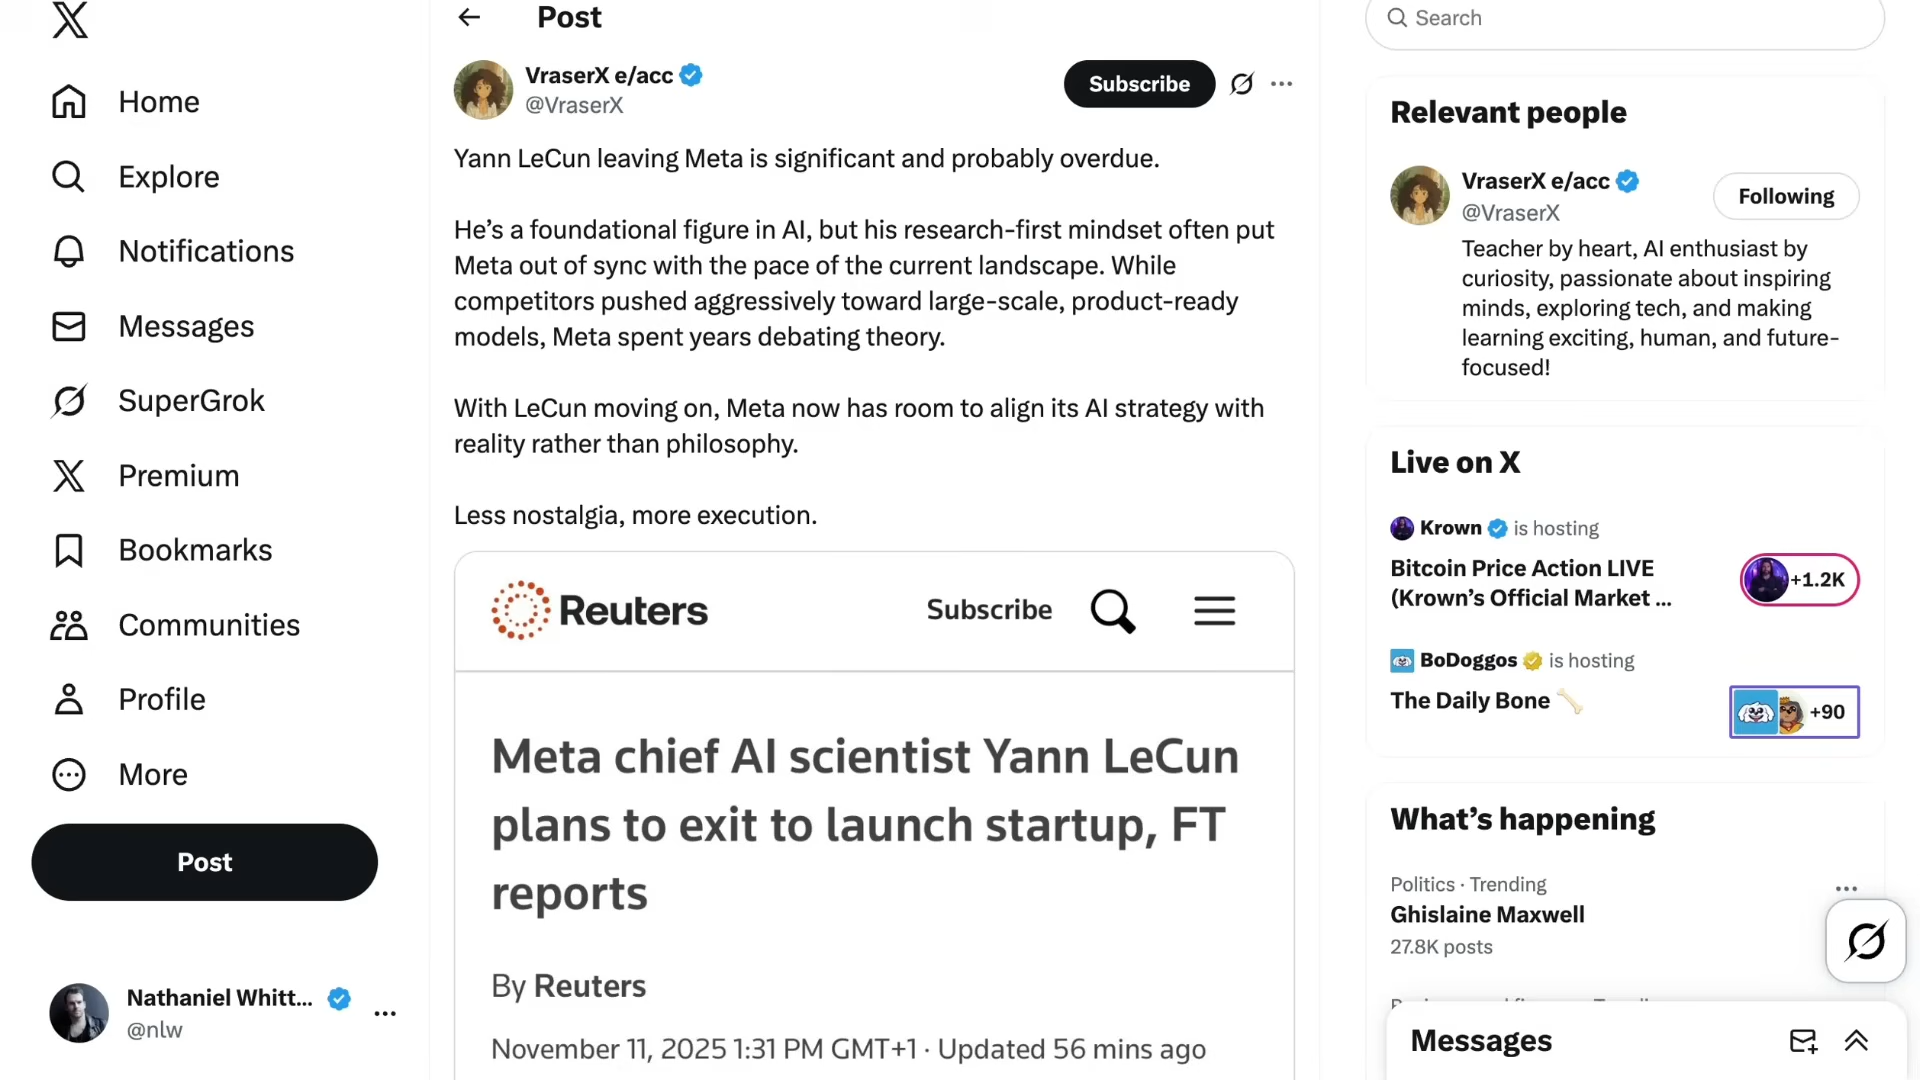 Home
Explore
Notifications
Messages
SuperGrok
Premium
Bookmarks
Communities
Profile
More
Post
Nathaniel Whitt...
@nlw
Post
VraserX e/acc
@VraserX
Subscribe
Yann LeCun leaving Meta is significant and probably overdue.
He’s a foundational figure in AI, but his research-first mindset often put
Meta out of sync with the pace of the current landscape. While
competitors pushed aggressively toward large-scale, product-ready
models, Meta spent years debating theory.
With LeCun moving on, Meta now has room to align its AI strategy with
reality rather than philosophy.
Less nostalgia, more execution.
Reuters
Subscribe
Meta chief AI scientist Yann LeCun
plans to exit to launch startup, FT
reports
By Reuters
November 11, 2025 1:31 PM GMT+1 · Updated 56 mins ago
Search
Relevant people
VraserX e/acc
@VraserX
Following
Teacher by heart, AI enthusiast by
curiosity, passionate about inspiring
minds, exploring tech, and making
learning exciting, human, and future-
focused!
Live on X
Krown is hosting
Bitcoin Price Action LIVE
(Krown’s Official Market ...
+1.2K
BoDoggos is hosting
The Daily Bone
+90
What’s happening
Politics · Trending
Ghislaine Maxwell
27.8K posts
Messages